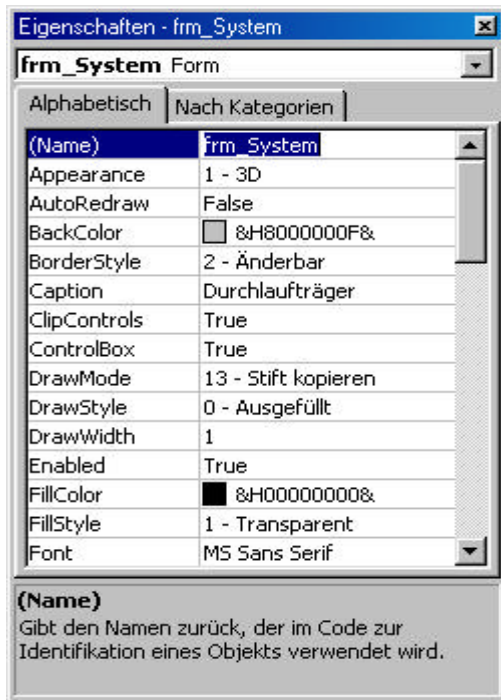 Eigenschaften - frm_System
frm_System Form
Alphabetisch Nach Kategorien
(Name) frm_System
Appearance 1 - 3D
AutoRedraw False
BackColor &H8000000F&
BorderStyle 2 - Änderbar
Caption Durchlaufträger
ClipControls True
ControlBox True
DrawMode 13 - Stift kopieren
DrawStyle 0 - Ausgefüllt
DrawWidth 1
Enabled True
FillColor &H00000000&
FillStyle 1 - Transparent
Font MS Sans Serif
(Name)
Gibt den Namen zurück, der im Code zur
Identifikation eines Objekts verwendet wird.